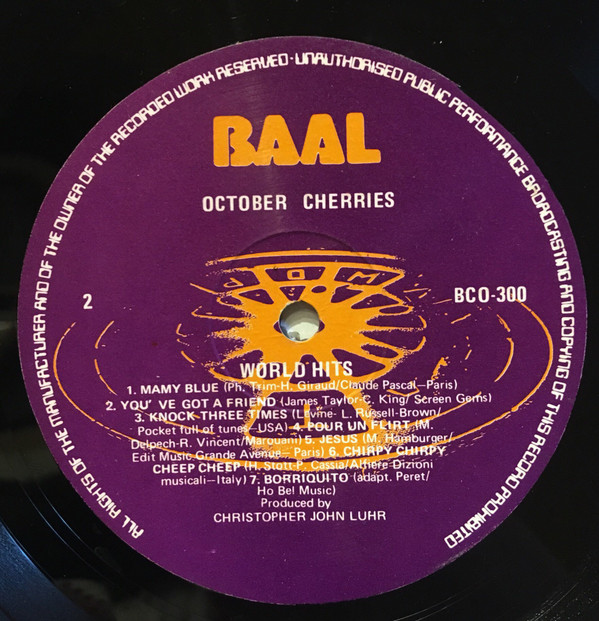 ALL RIGHTS OF THE MANUFACTURER AND OF THE OWNER OF THE RECORDED WORK RESERVED · UNAUTHORISED PUBLIC PERFORMANCE BROADCASTING AND COPYING OF THIS RECORD PROHIBITED
BAAL
OCTOBER CHERRIES
2
BCO-300
WORLD HITS
1. MAMY BLUE (Ph. Trim-H. Giraud/Claude Pascal—Paris)
2. YOU' VE GOT A FRIEND (James Taylor-C. King/ Screen Gems)
3. KNOCK THREE TIMES (L. Levine- L. Russell-Brown/
Pocket full of tunes—USA) 4. POUR UN FLIRT (M.
Delpech-R. Vincent/Marouani) 5. JESUS (M. Hamburger/
Edit Music Grande Avenue— Paris) 6. CHIRPY CHIRPY
CHEEP CHEEP (H. Stott-P. Cassia/Alfiere Dizioni
musicali—Italy) 7. BORRIQUITO (adapt. Peret/
Ho Bel Music)
Produced by
CHRISTOPHER JOHN LUHR